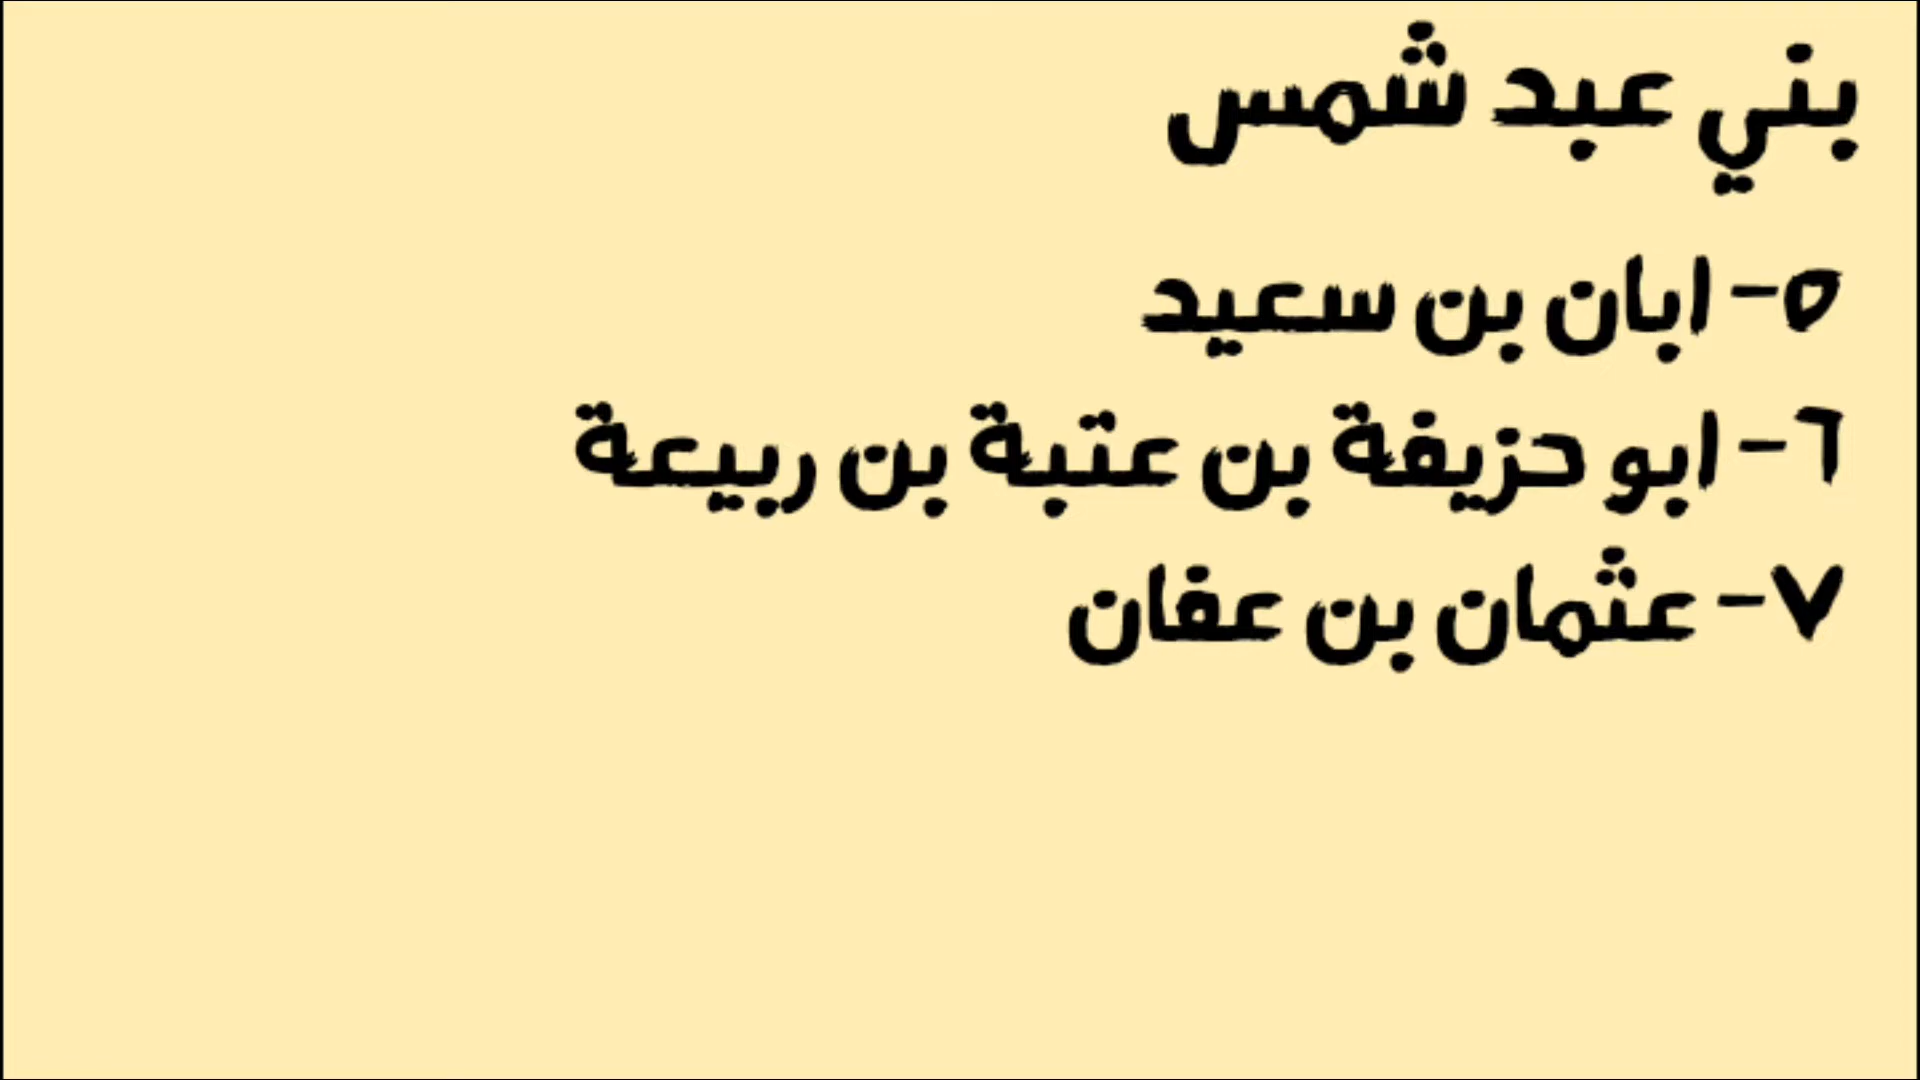 بني عبد شمس
٥- ابان بن سعيد
٦- ابو حزيفة بن عتبة بن ربيعة
٧- عثمان بن عفان